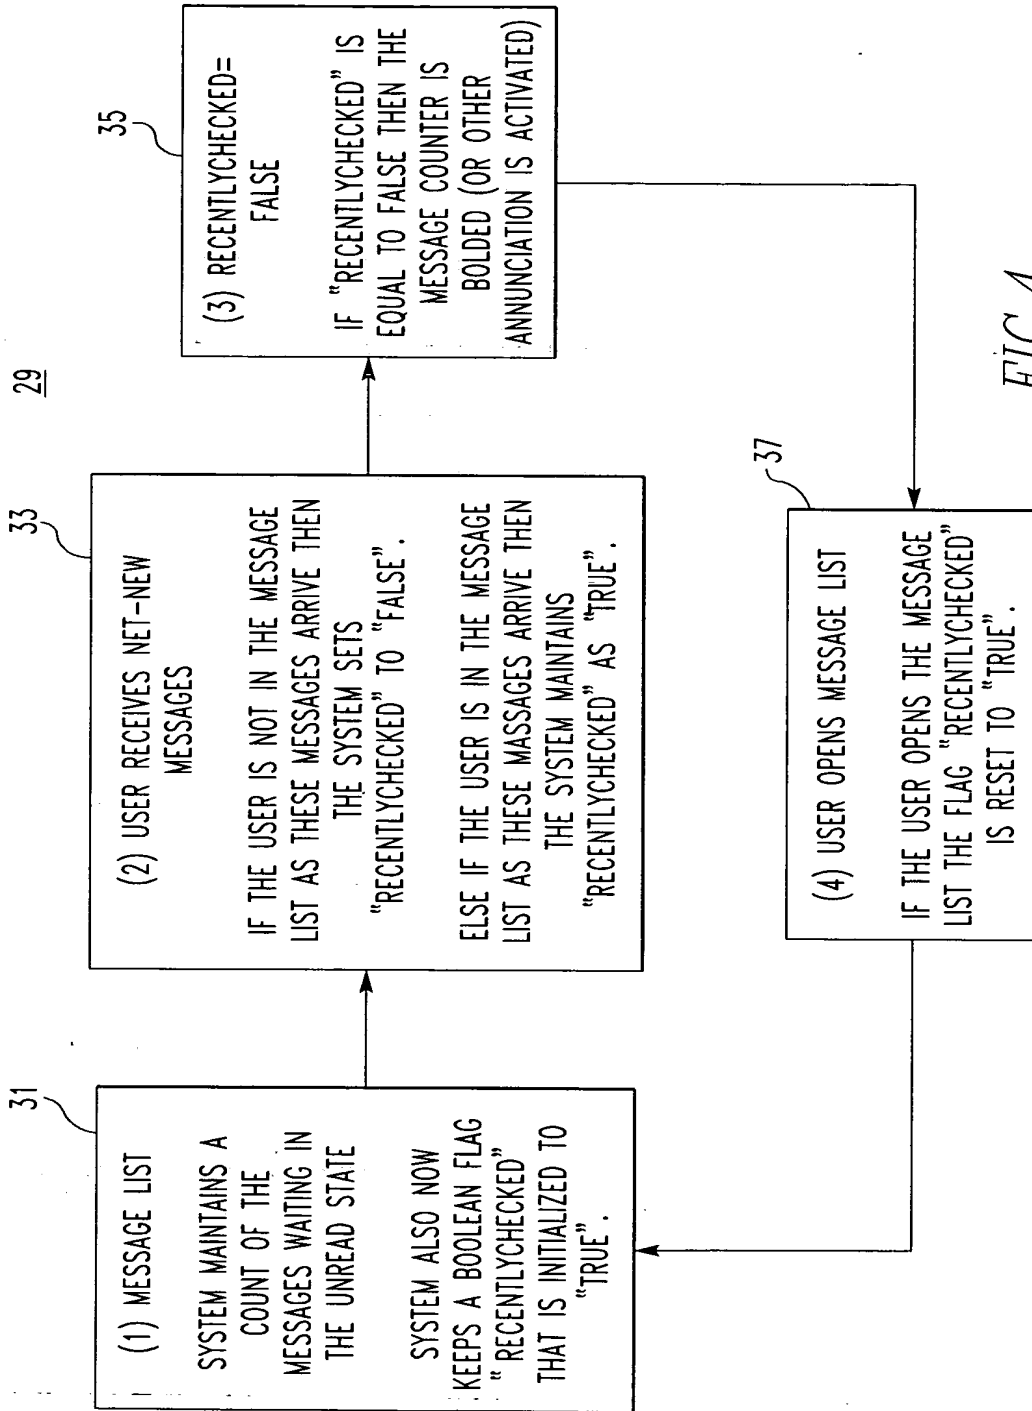 29
31
(1) MESSAGE LIST
SYSTEM MAINTAINS A
COUNT OF THE
MESSAGES WAITING IN
THE UNREAD STATE
SYSTEM ALSO NOW
KEEPS A BOOLEAN FLAG
“RECENTLYCHECKED”
THAT IS INITIALIZED TO
“TRUE”.
33
(2) USER RECEIVES NET-NEW
MESSAGES
IF THE USER IS NOT IN THE MESSAGE
LIST AS THESE MESSAGES ARRIVE THEN
THE SYSTEM SETS
“RECENTLYCHECKED” TO “FALSE”.
ELSE IF THE USER IS IN THE MESSAGE
LIST AS THESE MASSAGES ARRIVE THEN
THE SYSTEM MAINTAINS
“RECENTLYCHECKED” AS “TRUE”.
35
(3) RECENTLYCHECKED=
FALSE
IF “RECENTLYCHECKED” IS
EQUAL TO FALSE THEN THE
MESSAGE COUNTER IS
BOLDED (OR OTHER
ANNUNCIATION IS ACTIVATED)
37
(4) USER OPENS MESSAGE LIST
IF THE USER OPENS THE MESSAGE
LIST THE FLAG “RECENTLYCHECKED”
IS RESET TO “TRUE”.
FIG. 4